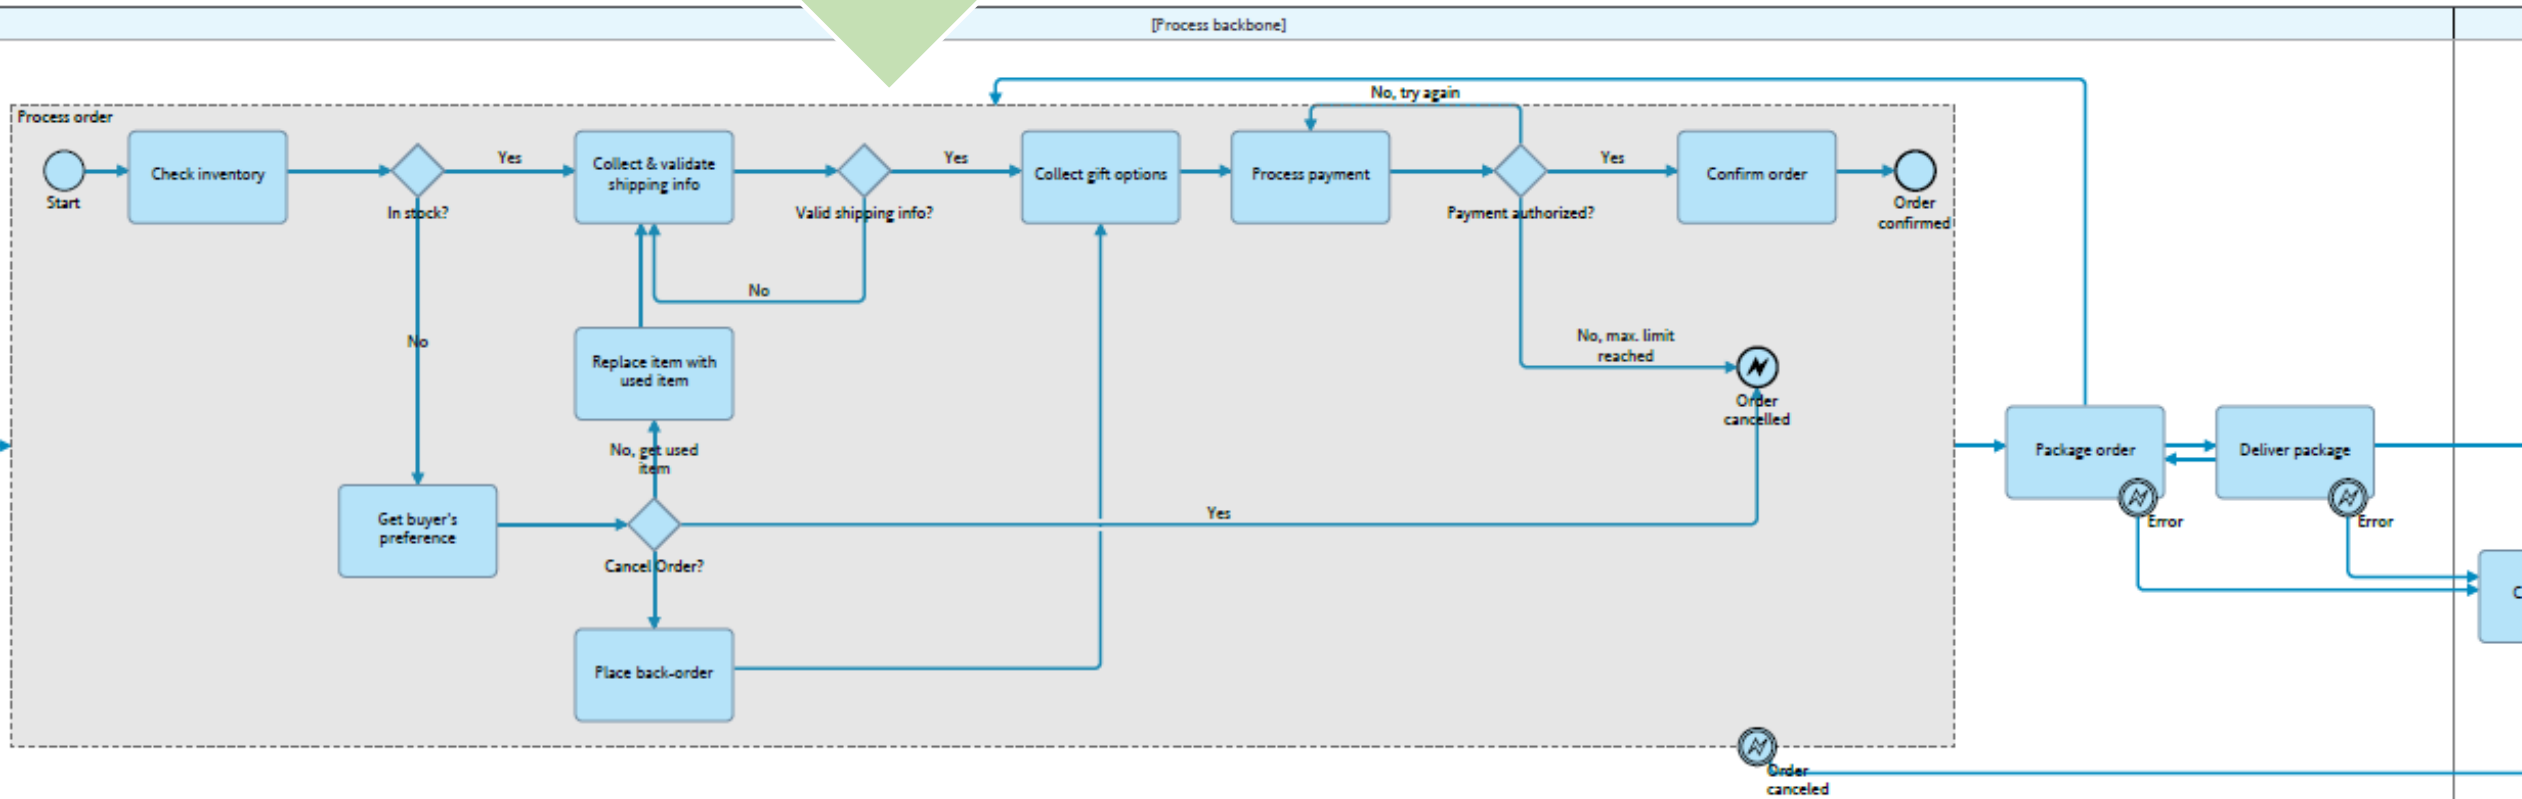 [Process backbone]
No, try again
Process order
Start
Check inventory
In stock?
Yes
Collect & validate
shipping info
Valid shipping info?
Yes
Collect gift options
Process payment
Payment authorized?
Yes
Confirm order
Order
confirmed
No
No
No, max. limit
reached
Replace item with
used item
Order
cancelled
No, get used
item
Package order
Deliver package
Get buyer's
preference
Yes
Error
Error
Cancel Order?
Place back-order
Order
canceled